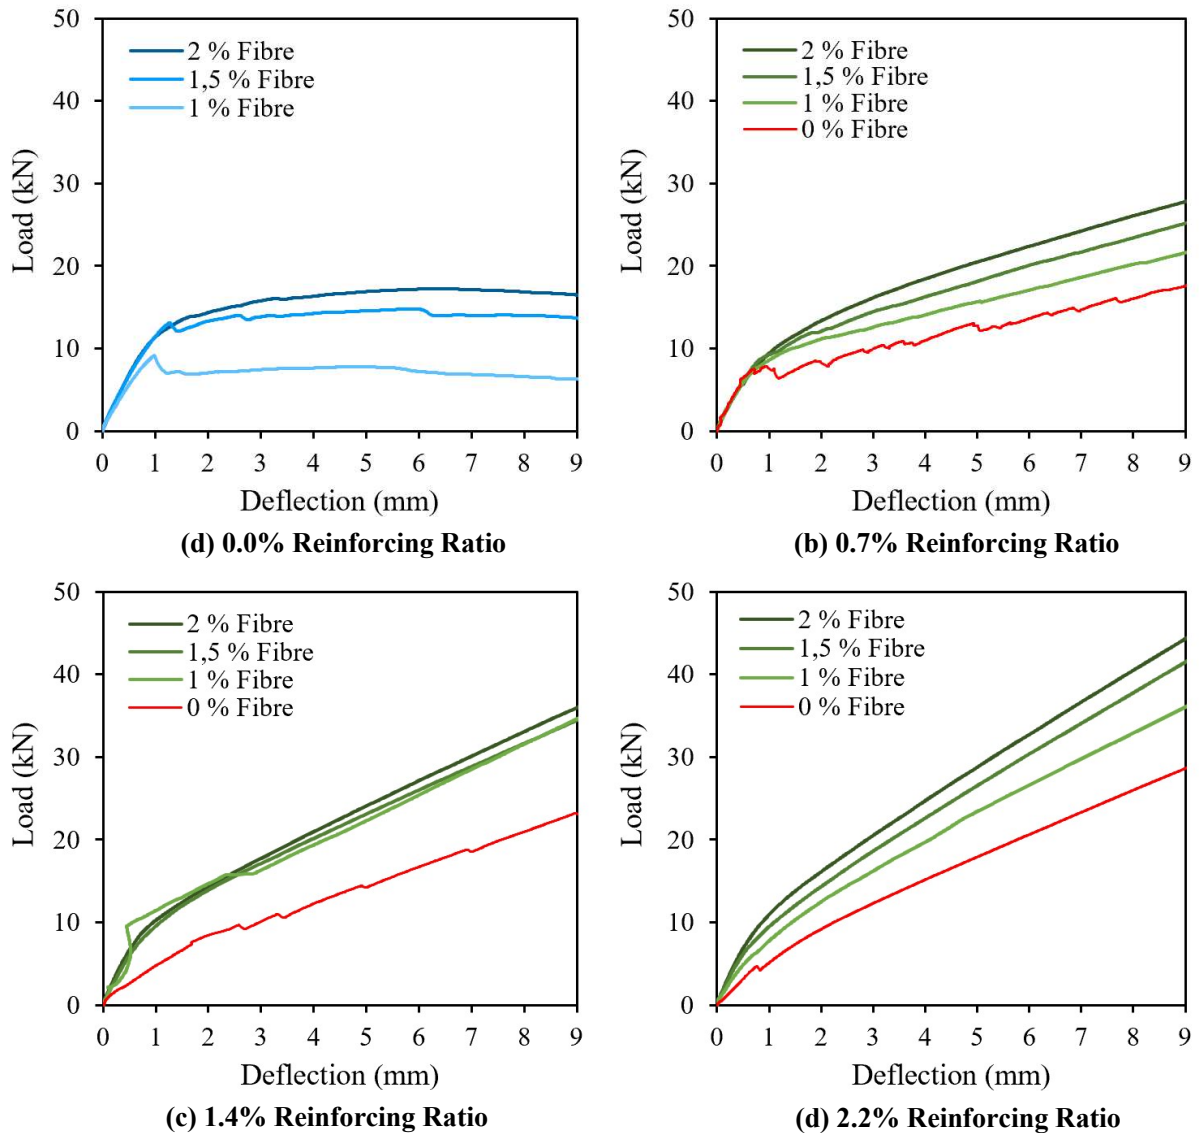 50
40
30
20
10
0
Load (kN)
2 % Fibre
1,5 % Fibre
1 % Fibre
0 1 2 3 4 5 6 7 8 9
Deflection (mm)
(d) 0.0% Reinforcing Ratio
50
40
30
20
10
0
Load (kN)
2 % Fibre
1,5 % Fibre
1 % Fibre
0 % Fibre
0 1 2 3 4 5 6 7 8 9
Deflection (mm)
(b) 0.7% Reinforcing Ratio
50
40
30
20
10
0
Load (kN)
2 % Fibre
1,5 % Fibre
1 % Fibre
0 % Fibre
0 1 2 3 4 5 6 7 8 9
Deflection (mm)
(c) 1.4% Reinforcing Ratio
50
40
30
20
10
0
Load (kN)
2 % Fibre
1,5 % Fibre
1 % Fibre
0 % Fibre
0 1 2 3 4 5 6 7 8 9
Deflection (mm)
(d) 2.2% Reinforcing Ratio